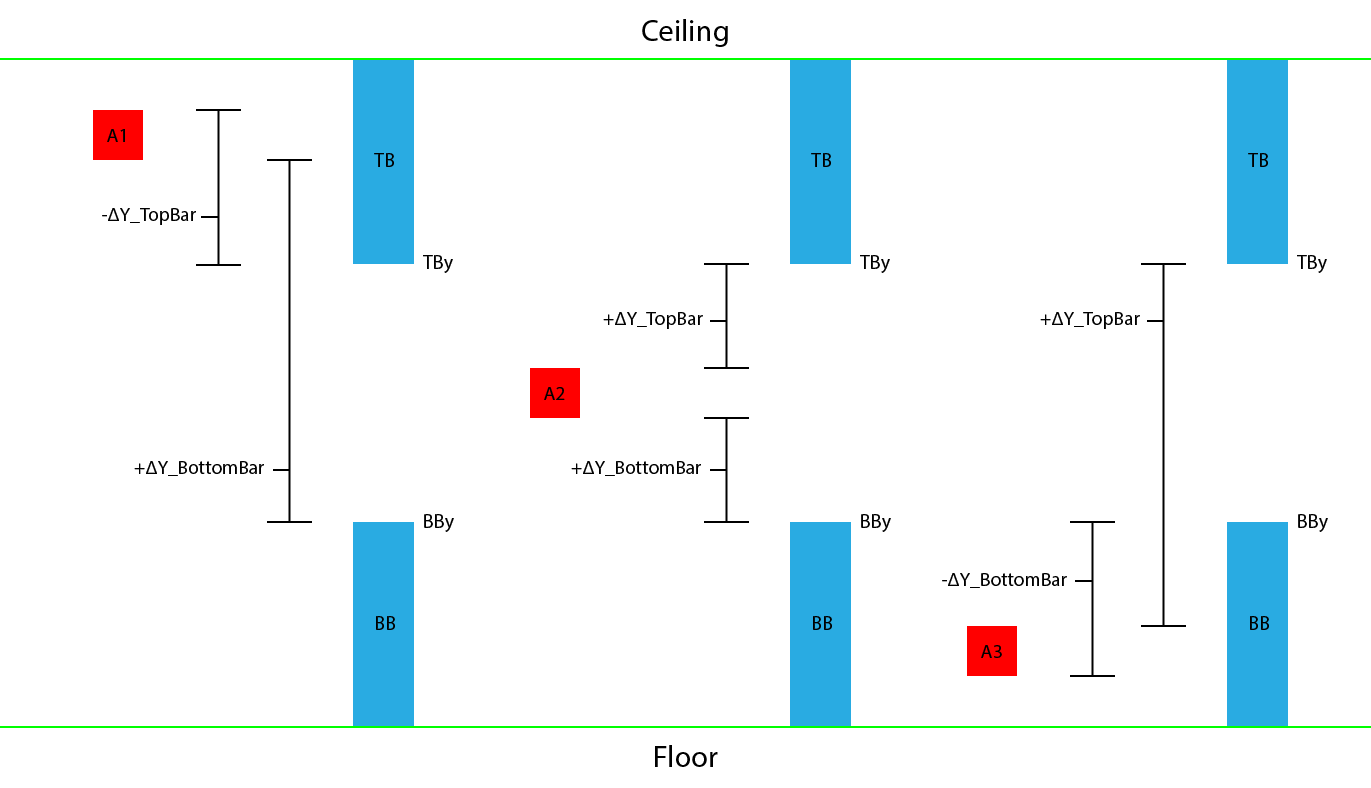 Ceiling
A1
TB
TB
TB
-ΔY_TopBar
TBy
TBy
TBy
+ΔY_TopBar
+ΔY_TopBar
A2
+ΔY_BottomBar
+ΔY_BottomBar
BBy
BBy
BBy
-ΔY_BottomBar
BB
BB
BB
A3
Floor